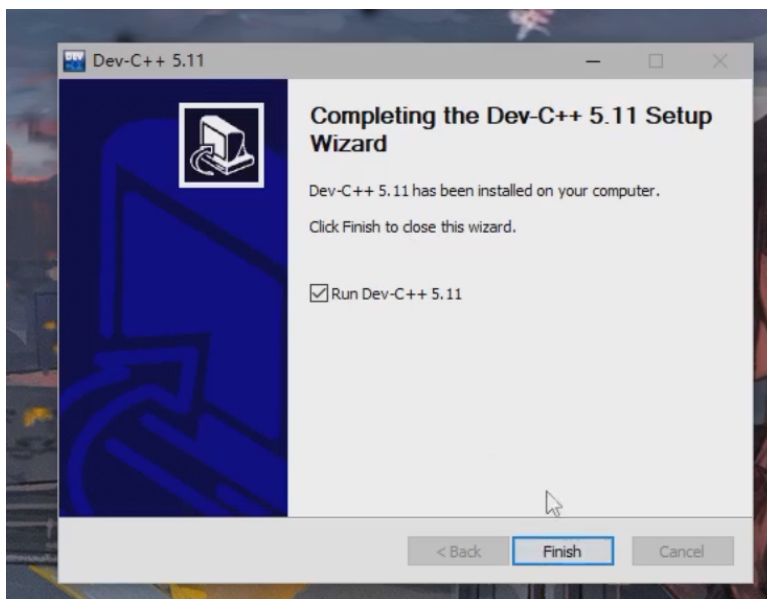 Dev-C++ 5.11
Completing the Dev-C++ 5.11 Setup
Wizard
Dev-C++ 5.11 has been installed on your computer.
Click Finish to close this wizard.
Run Dev-C++ 5.11
< Back
Finish
Cancel